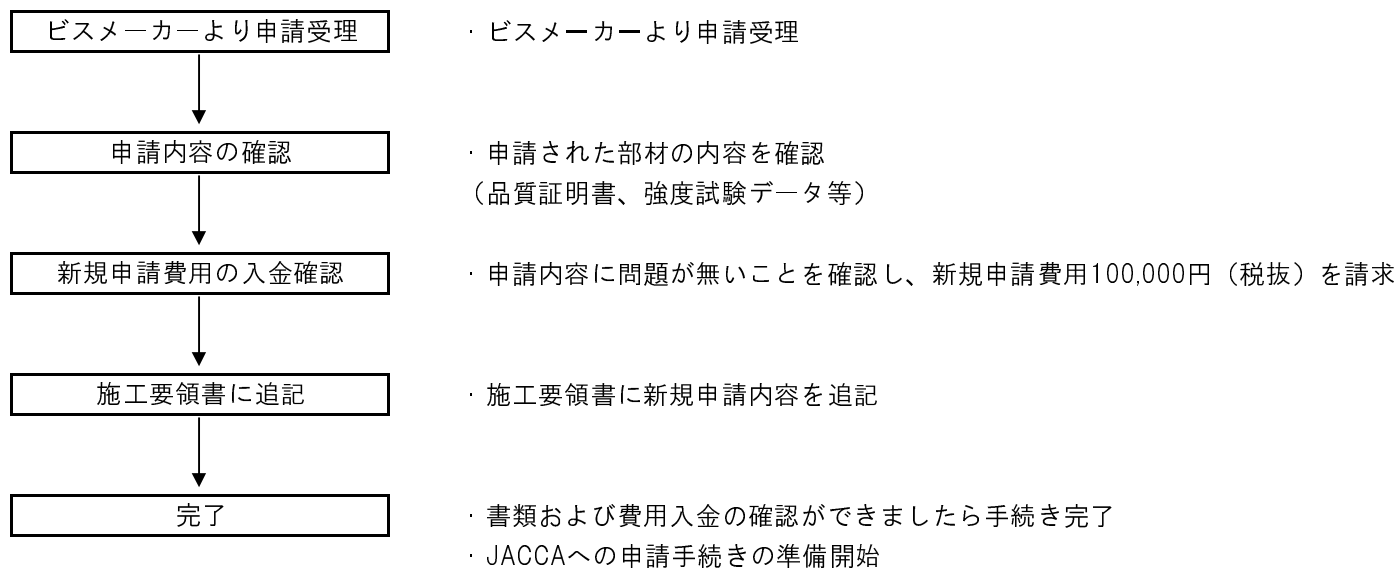 ビスメーカーより申請受理
・ビスメーカーより申請受理
申請内容の確認
・申請された部材の内容を確認
（品質証明書、強度試験データ等）
新規申請費用の入金確認
・申請内容に問題が無いことを確認し、新規申請費用100,000円（税抜）を請求
施工要領書に追記
・施工要領書に新規申請内容を追記
完了
・書類および費用入金の確認ができましたら手続き完了
・JACCAへの申請手続きの準備開始